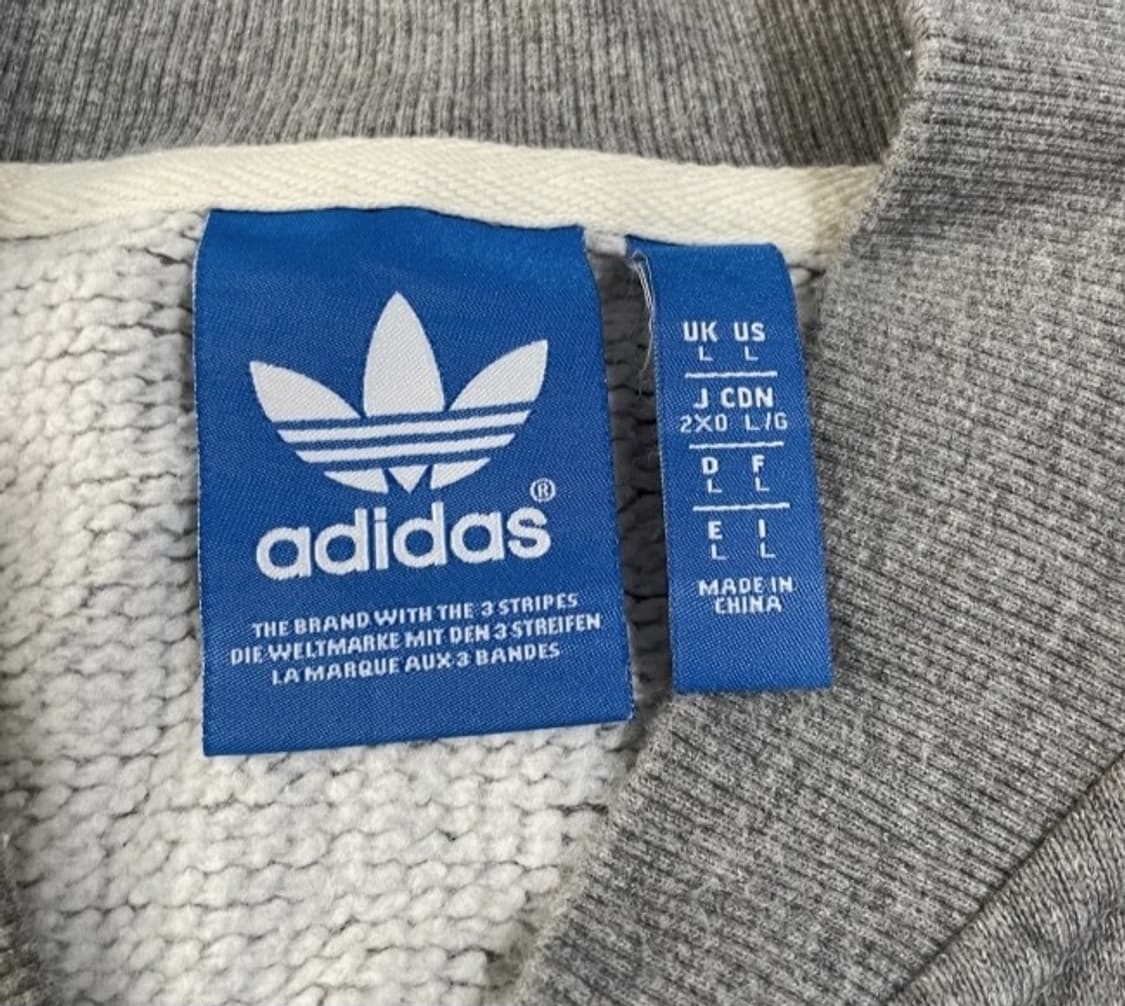 adidas®
THE BRAND WITH THE 3 STRIPES
DIE WELTMARKE MIT DEN 3 STREIFEN
LA MARQUE AUX 3 BANDES
UK US
L L
J CDN
2XO L/G
D F
L L
E I
L L
MADE IN
CHINA